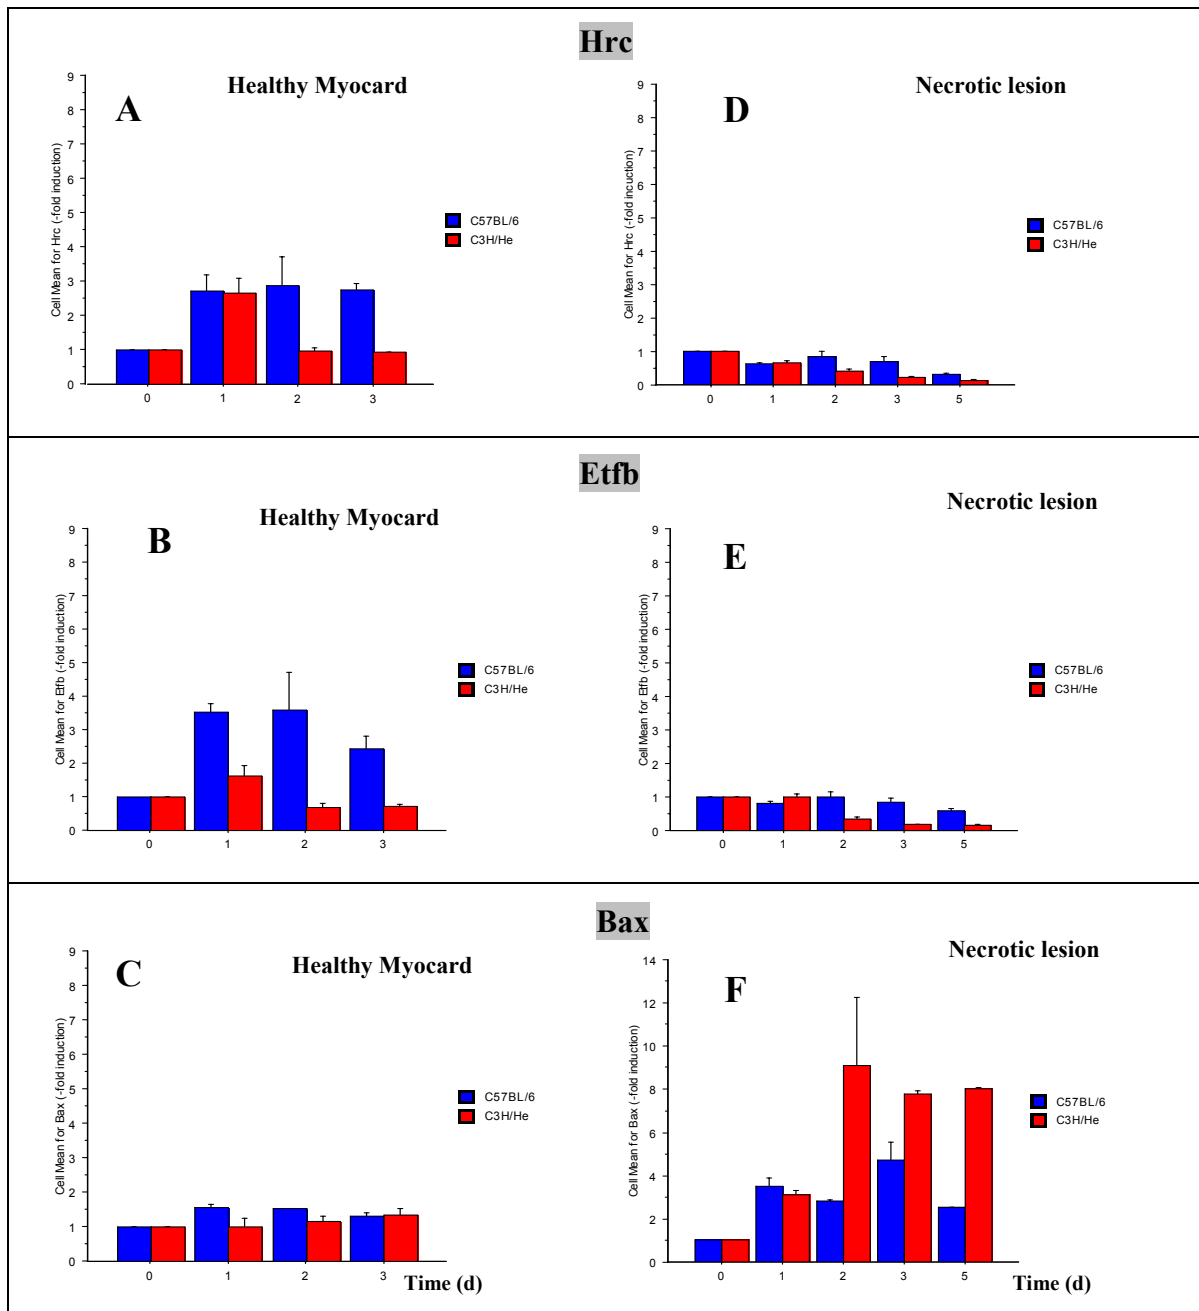 Hrc
Healthy Myocard
A
Cell Mean for Hrc (-fold induction)
9
8
7
6
5
4
3
2
1
0
0 1 2 3
C57BL/6
C3H/He
Necrotic lesion
D
Cell Mean for Hrc (-fold incuction)
9
8
7
6
5
4
3
2
1
0
0 1 2 3 5
C57BL/6
C3H/He
Etfb
Healthy Myocard
B
Cell Mean for Etfb (-fold induction)
9
8
7
6
5
4
3
2
1
0
0 1 2 3
C57BL/6
C3H/He
Necrotic lesion
E
Cell Mean for Etfb (-fold induction)
9
8
7
6
5
4
3
2
1
0
0 1 2 3 5
C57BL/6
C3H/He
Bax
Healthy Myocard
C
Cell Mean for Bax (-fold induction)
9
8
7
6
5
4
3
2
1
0
0 1 2 3
Time (d)
C57BL/6
C3H/He
Necrotic lesion
F
Cell Mean for Bax (-fold induction)
14
12
10
8
6
4
2
0
0 1 2 3 5
Time (d)
C57BL/6
C3H/He